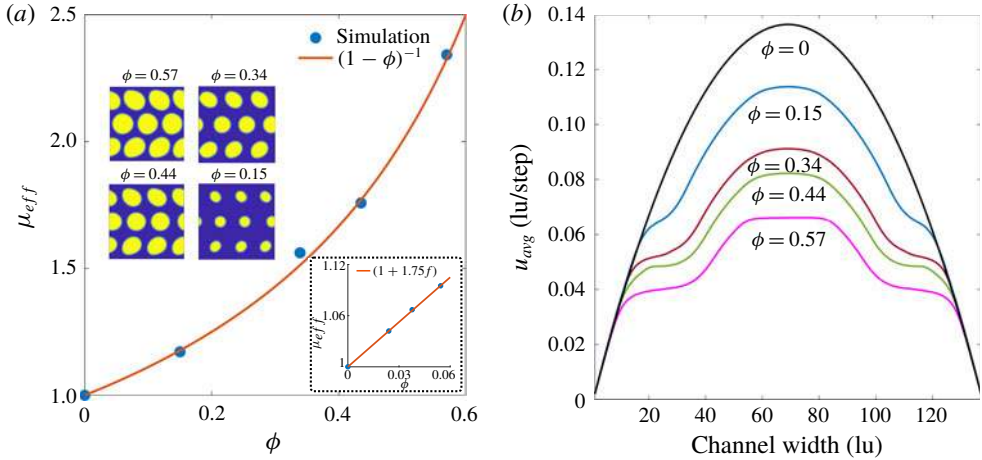 (a)
2.5
2.0
1.5
1.0
μeff
0
0.2
0.4
0.6
ϕ
Simulation
(1 − ϕ)⁻¹
ϕ = 0.57
ϕ = 0.34
ϕ = 0.44
ϕ = 0.15
1.12
1.06
1
μeff
0
0.03
0.06
ϕ
(1 + 1.75f)
(b)
0.14
0.12
0.10
0.08
0.06
0.04
0.02
0
uavg (lu/step)
20
40
60
80
100
120
Channel width (lu)
ϕ = 0
ϕ = 0.15
ϕ = 0.34
ϕ = 0.44
ϕ = 0.57